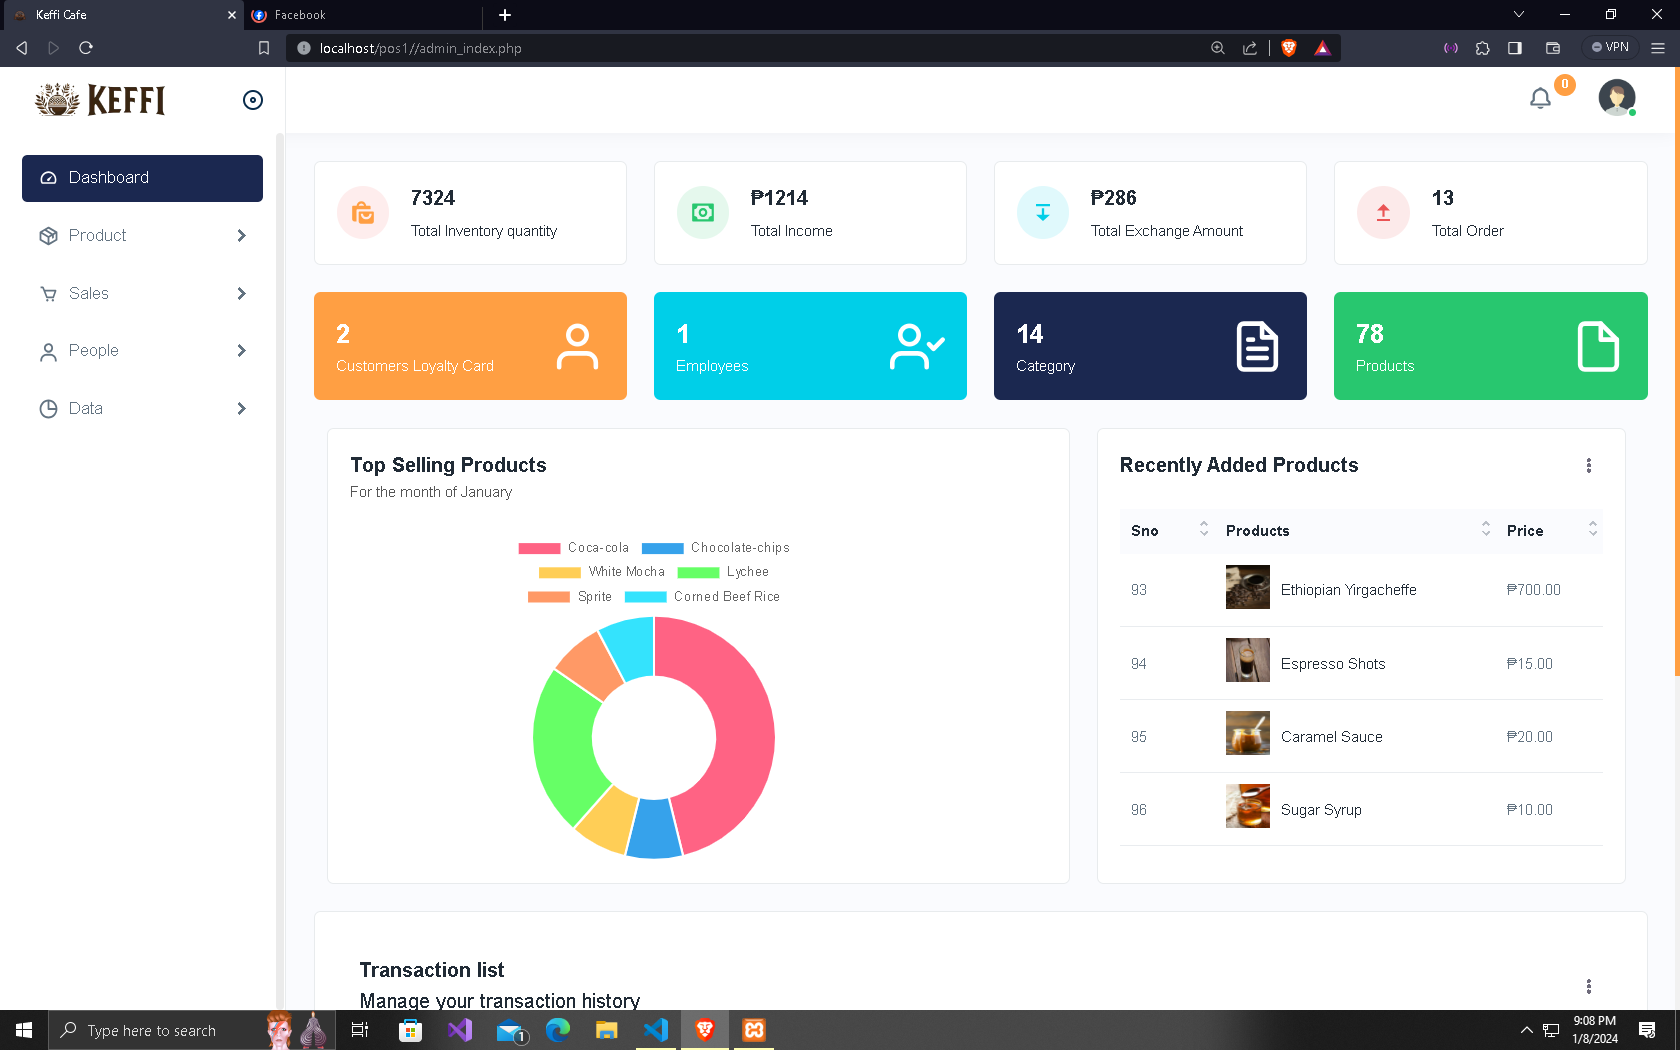 Keffi Cafe
Facebook
localhost/pos1//admin_index.php
VPN
KEFFI
0
Dashboard
Product
Sales
People
Data
7324
Total Inventory quantity
₱1214
Total Income
₱286
Total Exchange Amount
13
Total Order
2
Customers Loyalty Card
1
Employees
14
Category
78
Products
Top Selling Products
For the month of January
Coca-cola Chocolate-chips
White Mocha Lychee
Sprite Corned Beef Rice
Recently Added Products
Sno Products Price
93 Ethiopian Yirgacheffe ₱700.00
94 Espresso Shots ₱15.00
95 Caramel Sauce ₱20.00
96 Sugar Syrup ₱10.00
Transaction list
Manage your transaction history
Type here to search
1
9:08 PM
1/8/2024